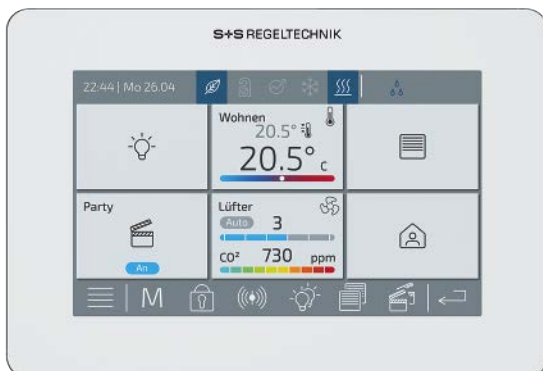 S+S REGELTECHNIK
22:44 | Mo 26.04
Wohnen
20.5°
20.5° C
Party
An
Lüfter
Auto 3
CO² 730 ppm
M